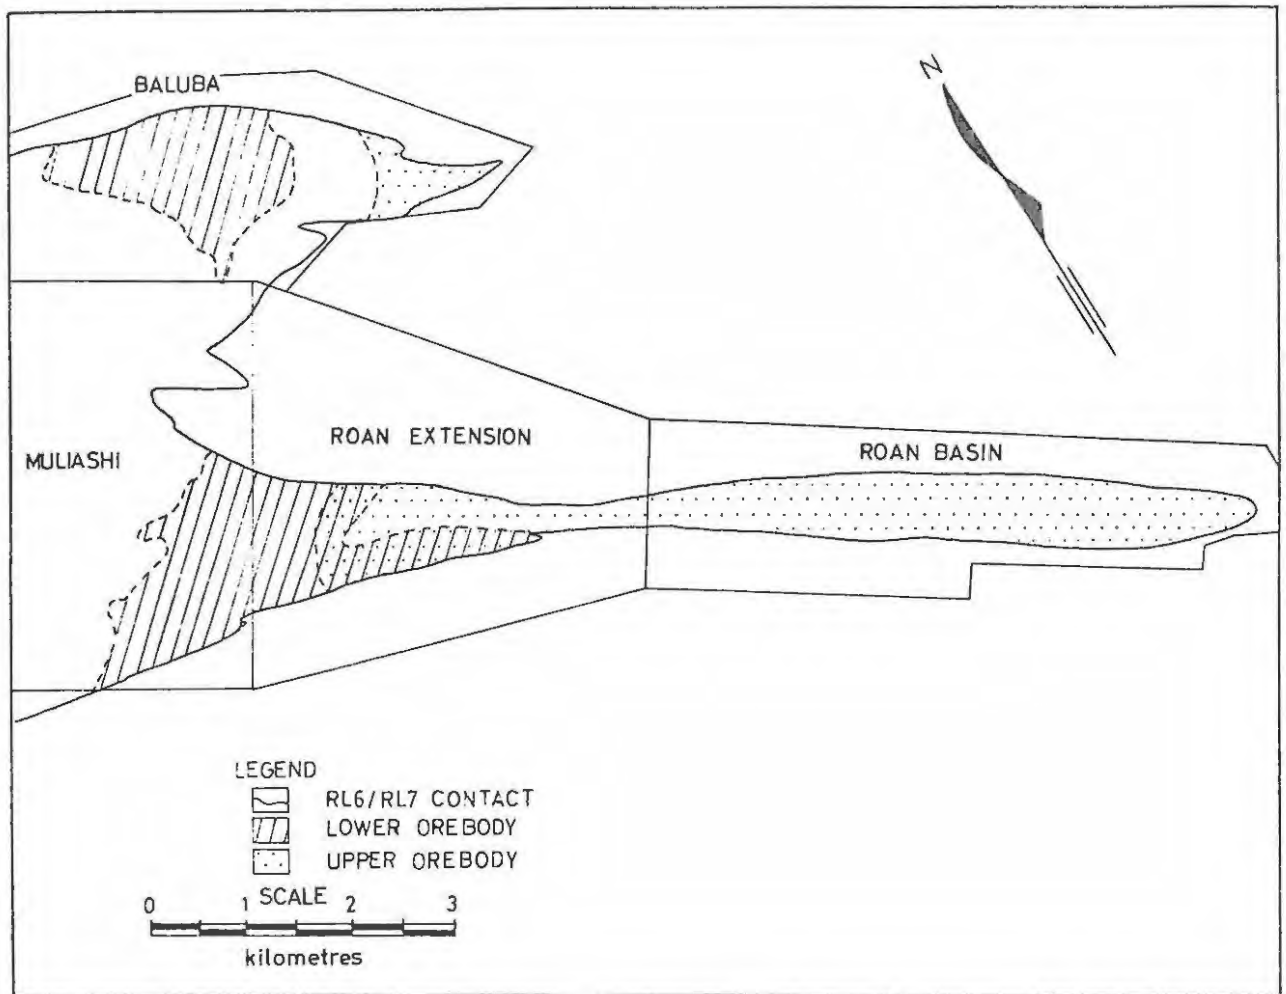 BALUBA
N
ROAN EXTENSION
ROAN BASIN
MULIASHI
LEGEND
RL6/RL7 CONTACT
LOWER OREBODY
UPPER OREBODY
SCALE
0 1 2 3
kilometres